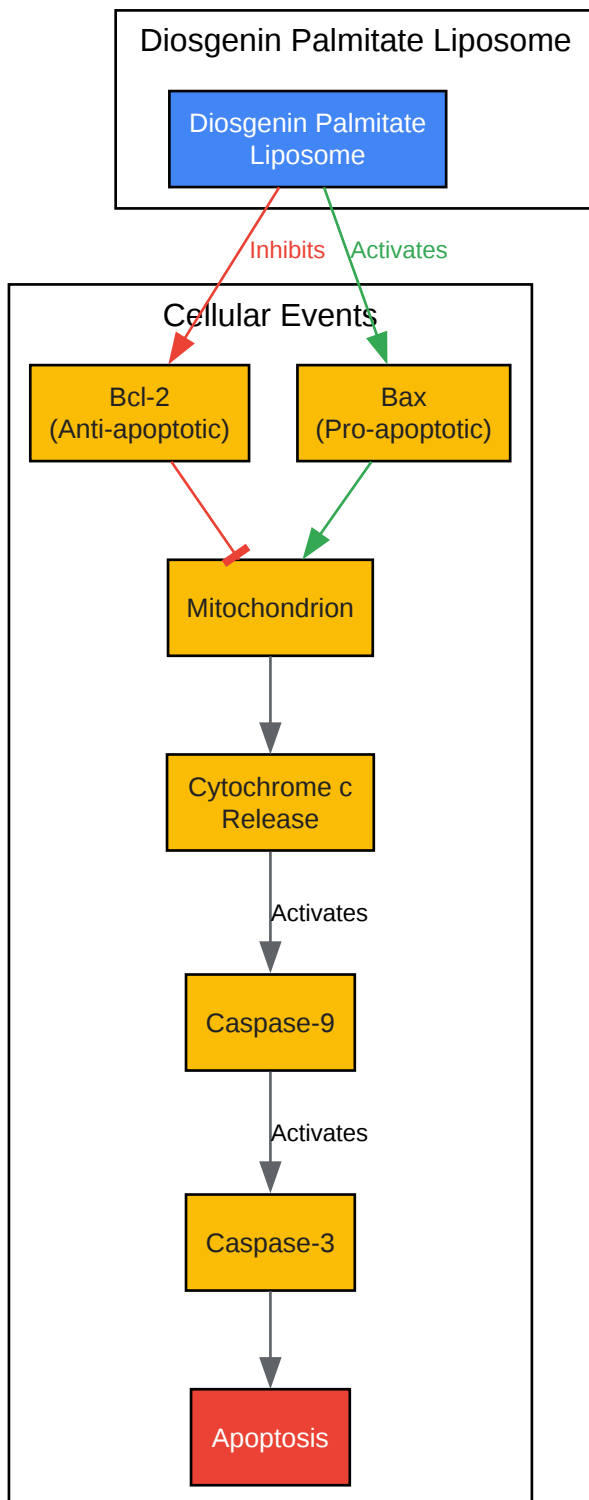 Diosgenin Palmitate Liposome
Diosgenin Palmitate
Liposome
Inhibits
Activates
Cellular Events
Bcl-2
(Anti-apoptotic)
Bax
(Pro-apoptotic)
Mitochondrion
Cytochrome c
Release
Activates
Caspase-9
Activates
Caspase-3
Apoptosis